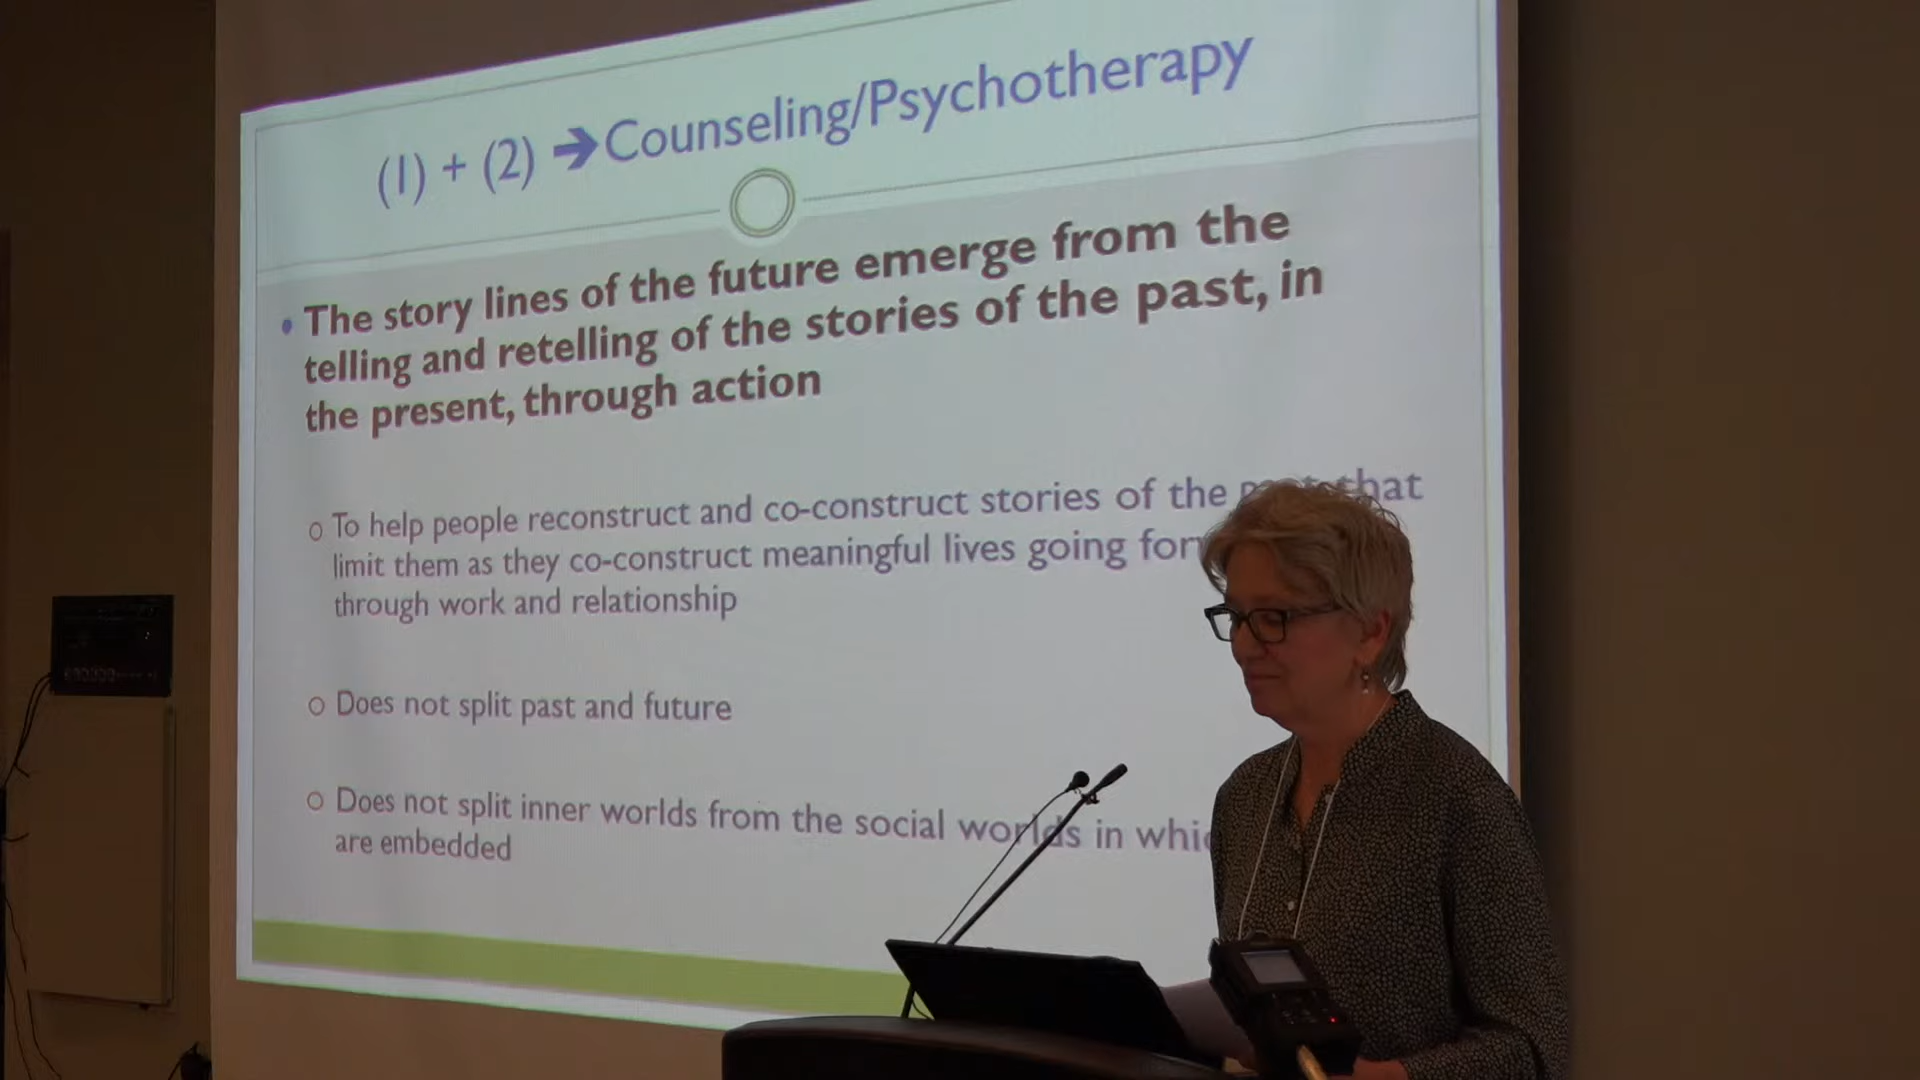 (1) + (2) ➔Counseling/Psychotherapy
• The story lines of the future emerge from the
telling and retelling of the stories of the past, in
the present, through action
o To help people reconstruct and co-construct stories of the that
limit them as they co-construct meaningful lives going
through work and relationship
o Does not split past and future
o Does not split inner worlds from the social worlds in
are embedded